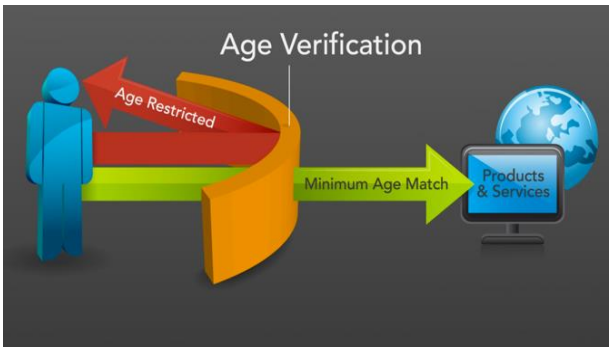 Age Verification
Age Restricted
Minimum Age Match
Products
& Services